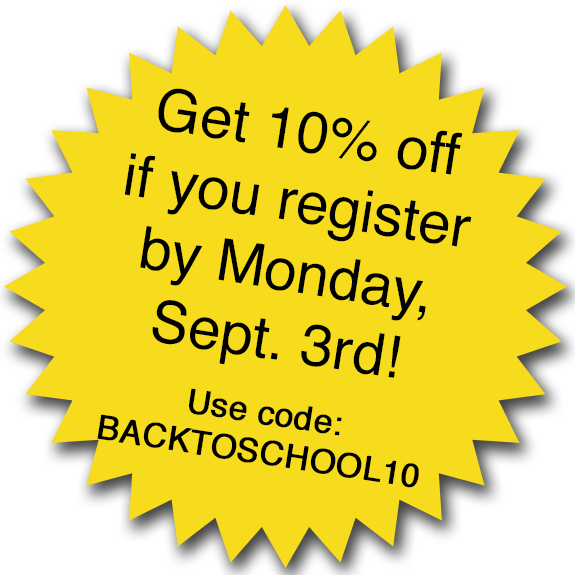 Get 10% off
if you register
by Monday,
Sept. 3rd!
Use code:
BACKTOSCHOOL10